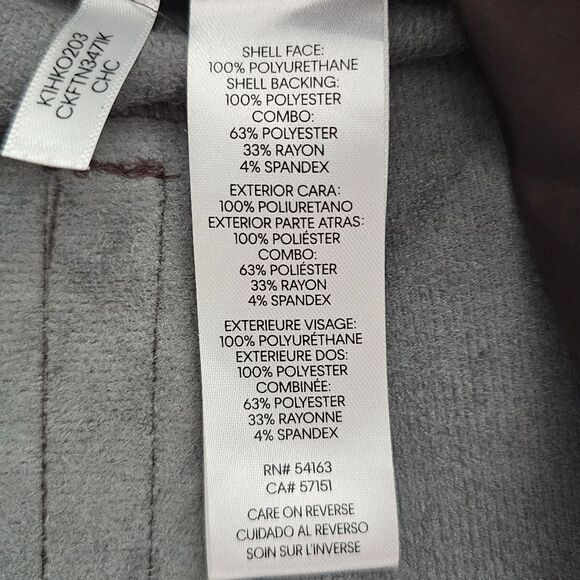 K1HKO203
CKFTN347IK
CHC
SHELL FACE:
100% POLYURETHANE
SHELL BACKING:
100% POLYESTER
COMBO:
63% POLYESTER
33% RAYON
4% SPANDEX
EXTERIOR CARA:
100% POLIURETANO
EXTERIOR PARTE ATRAS:
100% POLIÉSTER
COMBO:
63% POLIÉSTER
33% RAYON
4% SPANDEX
EXTERIEURE VISAGE:
100% POLYURÉTHANE
EXTERIEURE DOS:
100% POLYESTER
COMBINÉE:
63% POLYESTER
33% RAYONNE
4% SPANDEX
RN# 54163
CA# 57151
CARE ON REVERSE
CUIDADO AL REVERSO
SOIN SUR L'INVERSE